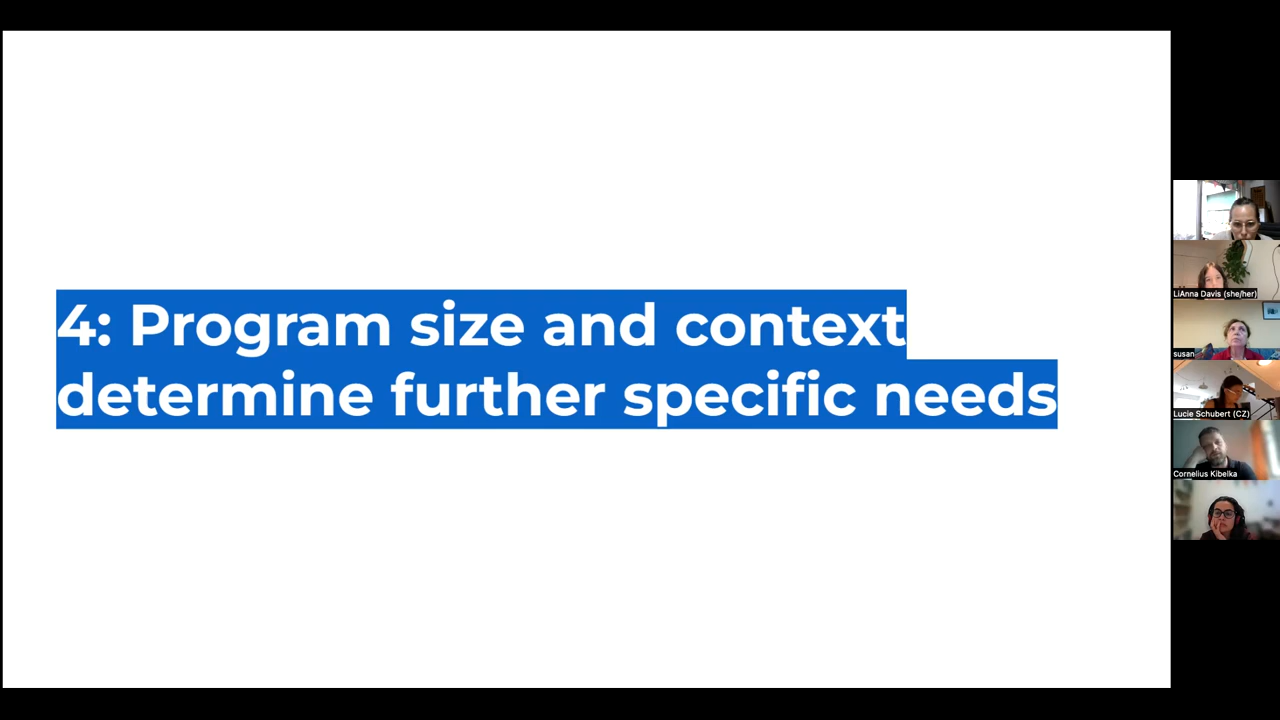 4: Program size and context
determine further specific needs
LiAnna Davis (she/her)
susan
Lucie Schubert (CZ)
Cornelius Kibelka